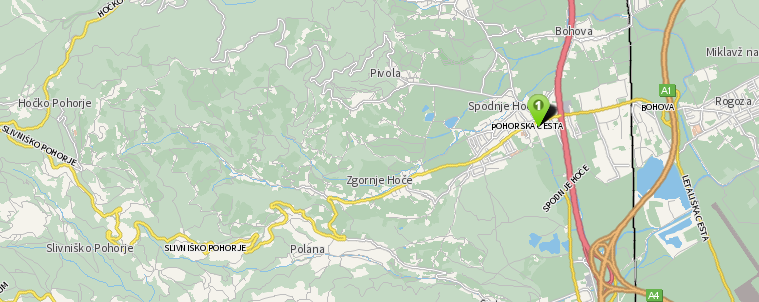 HOČKO
Bohova
Miklavž na
Pivola
A1
Hočko Pohorje
Spodnje Ho
1
BOHOVA
Rogoza
POHORSKA CESTA
SLIVNIŠKO POHORJE
Zgornje Hoče
SPODNJE HOČE
LETALIŠKA CESTA
Slivniško Pohorje
SLIVNIŠKO POHORJE
Polana
A4